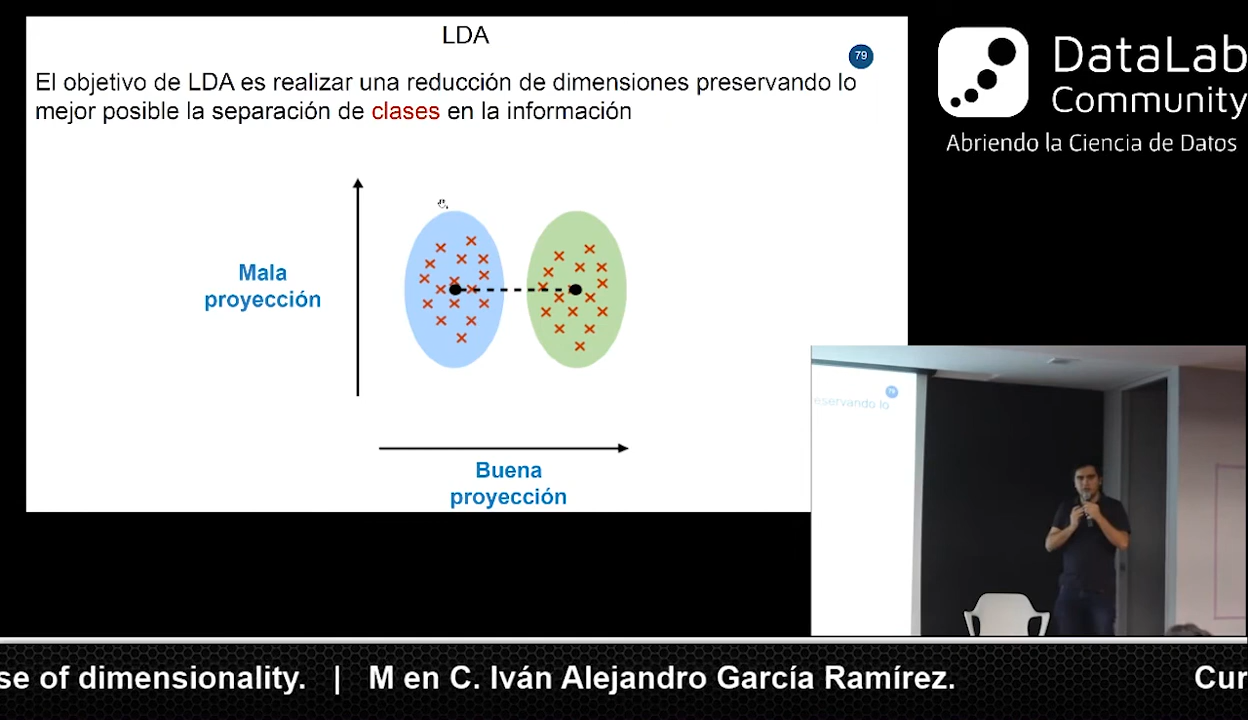 LDA
79
El objetivo de LDA es realizar una reducción de dimensiones preservando lo
mejor posible la separación de clases en la información
Mala
proyección
Buena
proyección
DataLab
Community
Abriendo la Ciencia de Datos
79
eservando lo
se of dimensionality. | M en C. Iván Alejandro García Ramírez. Cur